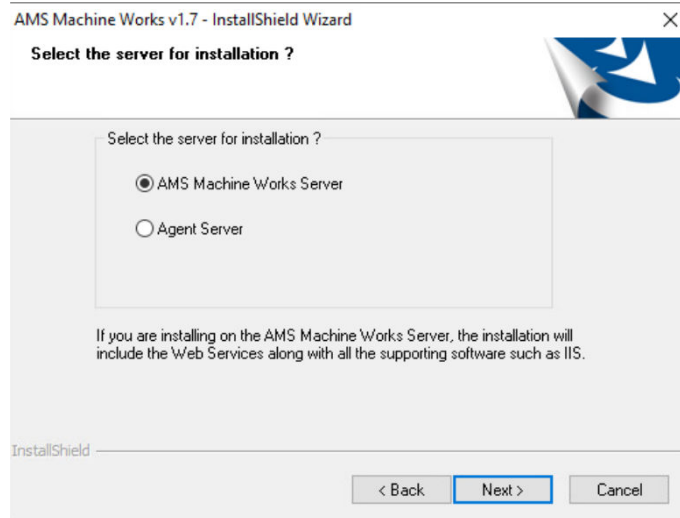 AMS Machine Works v1.7 - InstallShield Wizard
Select the server for installation ?
Select the server for installation ?
AMS Machine Works Server
Agent Server
If you are installing on the AMS Machine Works Server, the installation will
include the Web Services along with all the supporting software such as IIS.
InstallShield
< Back
Next >
Cancel